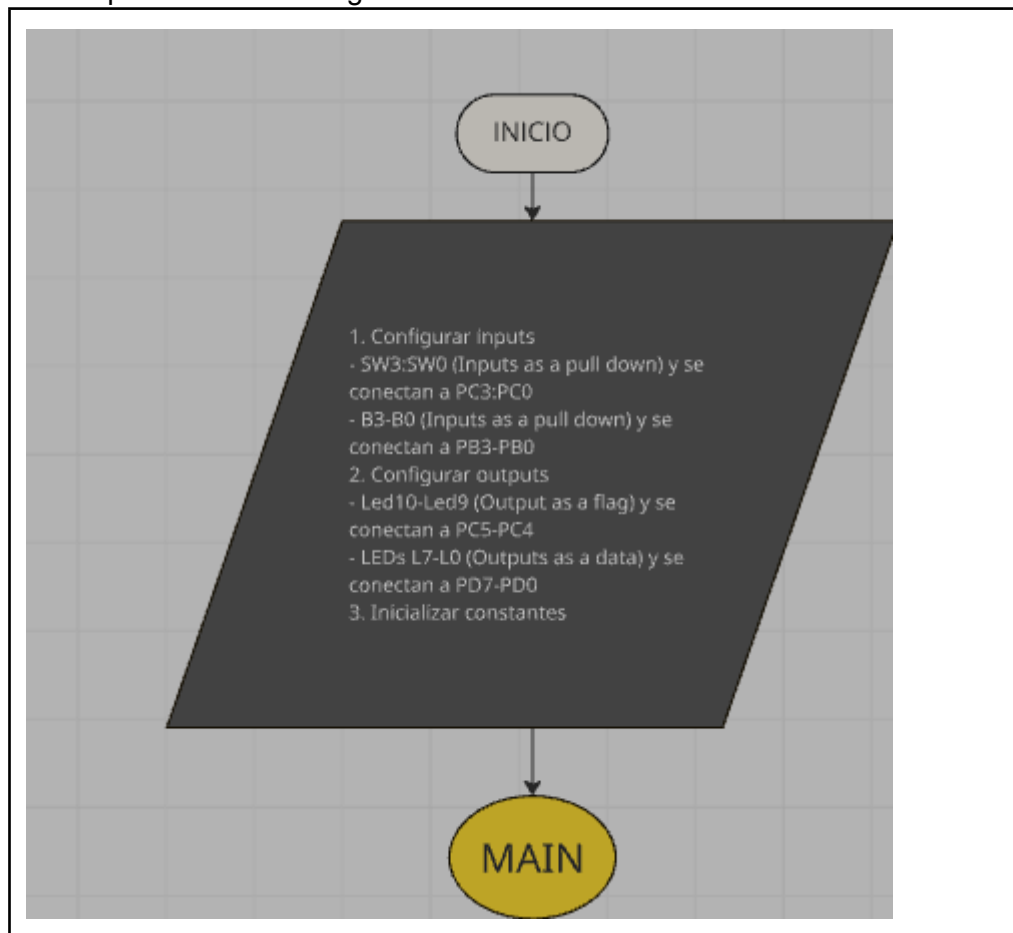 INICIO
1. Configurar inputs
- SW3:SW0 (Inputs as a pull down) y se
conectan a PC3:PC0
- B3-B0 (Inputs as a pull down) y se
conectan a PB3-PB0
2. Configurar outputs
- Led10-Led9 (Output as a flag) y se
conectan a PC5-PC4
- LEDs L7-L0 (Outputs as a data) y se
conectan a PD7-PD0
3. Inicializar constantes
MAIN